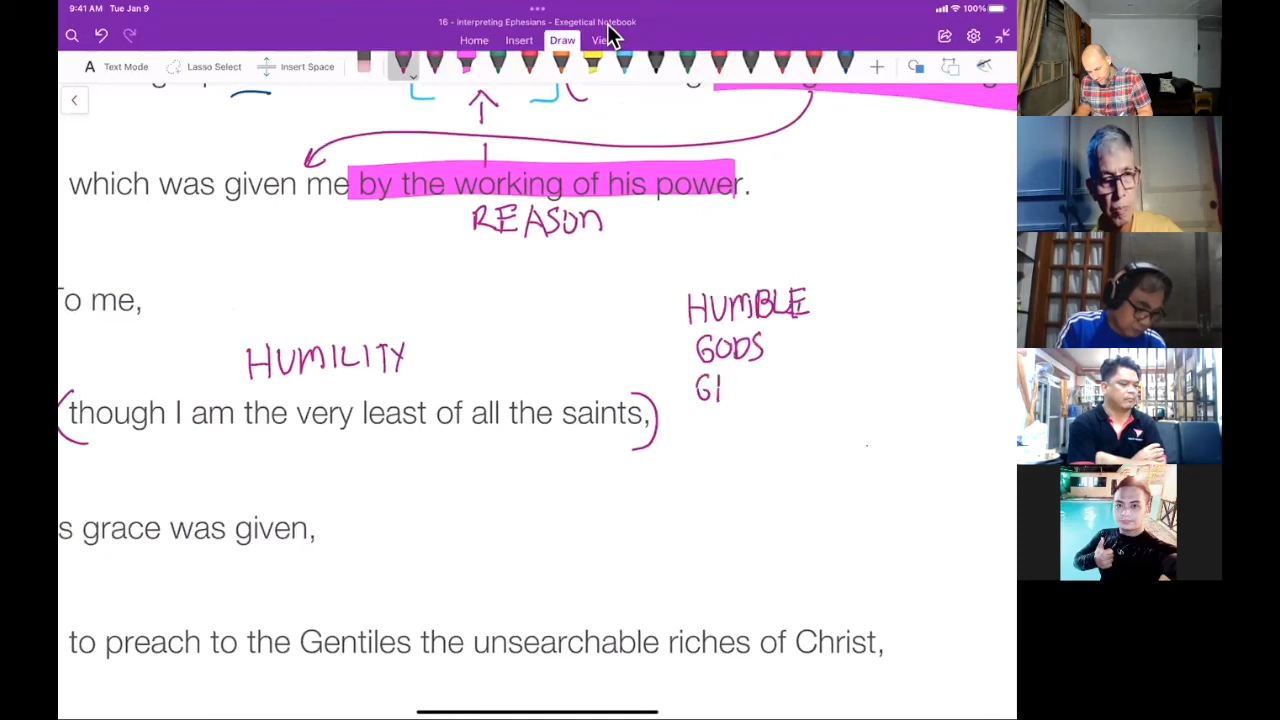 9:41 AM Tue Jan 9
100%
16 - Interpreting Ephesians - Exegetical Notebook
Home Insert Draw
Text Mode Lasso Select Insert Space
which was given me by the working of his power.
REASON
To me,
HUMBLE
GODS
GI
HUMILITY
(though I am the very least of all the saints,)
s grace was given,
to preach to the Gentiles the unsearchable riches of Christ,